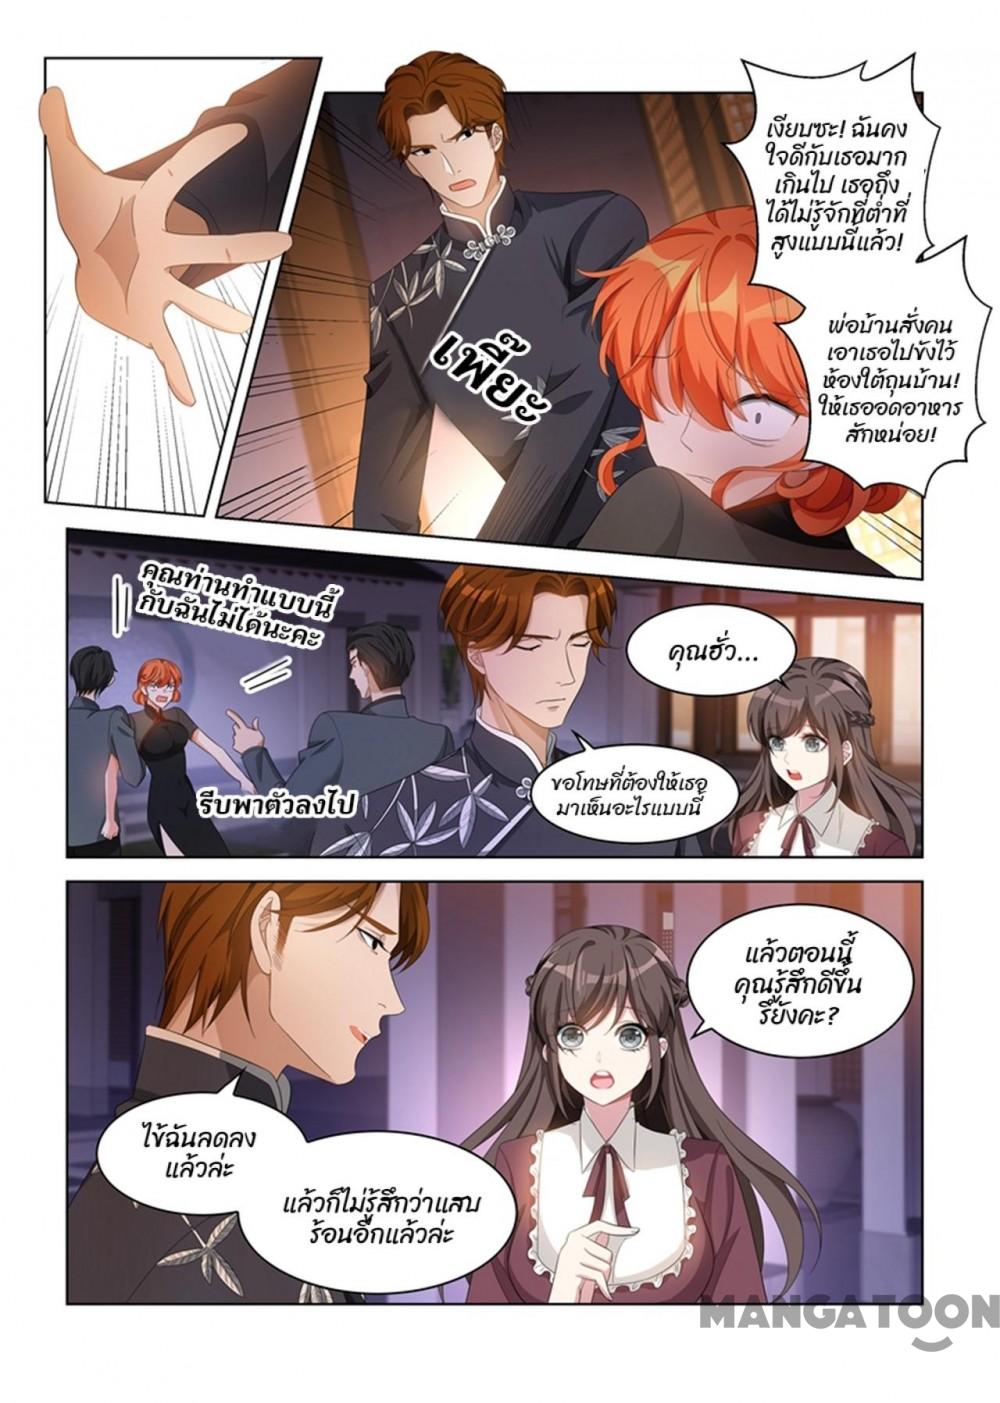 เงียบซะ! ฉันคง
ใจดีกับเธอมาก
เกินไป เธอถึง
ได้ไม่รู้จักที่ต่ำที่
สูงแบบนี้แล้ว!
พ่อบ้านสั่งคน
เอาเธอไปขังไว้
ห้องใต้ถุนบ้าน!
ให้เธออดอาหาร
สักหน่อย!
เพี๊ยะ
คุณท่านทำแบบนี้
กับฉันไม่ได้นะคะ
รีบพาตัวลงไป
คุณฮั่ว...
ขอโทษที่ต้องให้เธอ
มาเห็นอะไรแบบนี้
แล้วตอนนี้
คุณรู้สึกดีขึ้น
รึยังคะ?
ไข้ฉันลดลง
แล้วล่ะ
แล้วก็ไม่รู้สึกว่าแสบ
ร้อนอีกแล้วล่ะ
MANGATOON